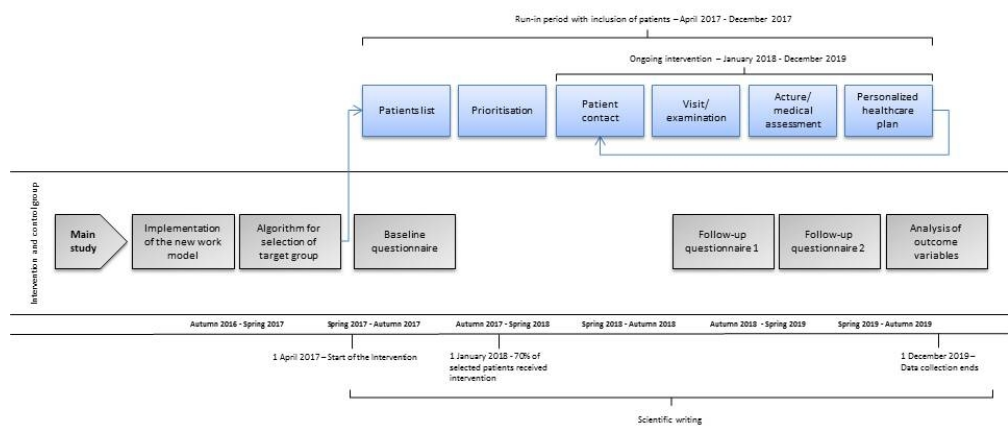 Run-in period with inclusion of patients – April 2017 - December 2017
Ongoing intervention – January 2018 - December 2019
Patients list
Prioritisation
Patient
contact
Visit/
examination
Acture/
medical
assessment
Personalized
healthcare
plan
Intervention and control group
Main
study
Implementation
of the new work
model
Algorithm for
selection of
target group
Baseline
questionnaire
Follow-up
questionnaire 1
Follow-up
questionnaire 2
Analysis of
outcome
variables
Autumn 2016 - Spring 2017
Spring 2017 - Autumn 2017
Autumn 2017 - Spring 2018
Spring 2018 - Autumn 2018
Autumn 2018 - Spring 2019
Spring 2019 - Autumn 2019
1 April 2017 – Start of the Intervention
1 January 2018 - 70% of
selected patients received
intervention
1 December 2019 –
Data collection ends
Scientific writing